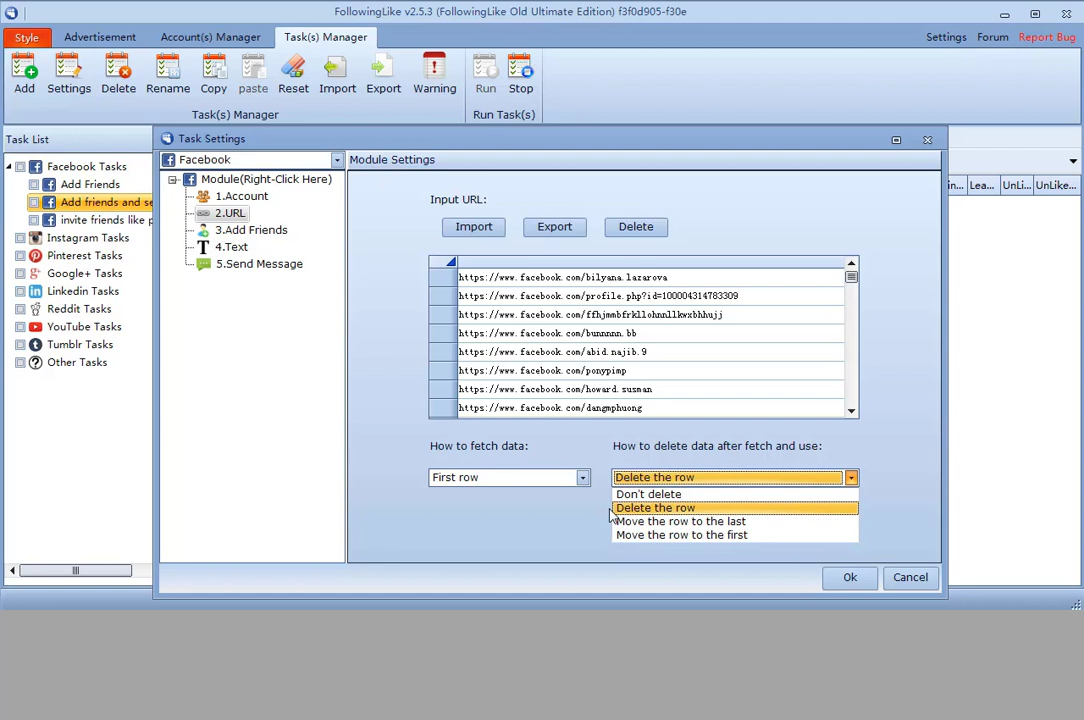 FollowingLike v2.5.3 (FollowingLike Old Ultimate Edition) f3f0d905-f30e
Style Advertisement Account(s) Manager Task(s) Manager Settings Forum Report Bug
Add Settings Delete Rename Copy paste Reset Import Export Warning Run Stop
Task(s) Manager Run Task(s)
Task List
Task Settings
Facebook
Module Settings
in... Lea... UnLi... UnLike...
Facebook Tasks
Add Friends
Add friends and se
invite friends like p
Instagram Tasks
Pinterest Tasks
Google+ Tasks
Linkedin Tasks
Reddit Tasks
YouTube Tasks
Tumblr Tasks
Other Tasks
Module(Right-Click Here)
1.Account
2.URL
3.Add Friends
4.Text
5.Send Message
Input URL:
Import Export Delete
https://www.facebook.com/bilyana.lazarova
https://www.facebook.com/profile.php?id=100004314783309
https://www.facebook.com/ffhjmmbfrkllohnnllkwxbhhujj
https://www.facebook.com/bunnnnn.bb
https://www.facebook.com/abid.najib.9
https://www.facebook.com/ponypimp
https://www.facebook.com/howard.susman
https://www.facebook.com/dangmphuong
How to fetch data: How to delete data after fetch and use:
First row Delete the row
Don't delete
Delete the row
Move the row to the last
Move the row to the first
Ok Cancel